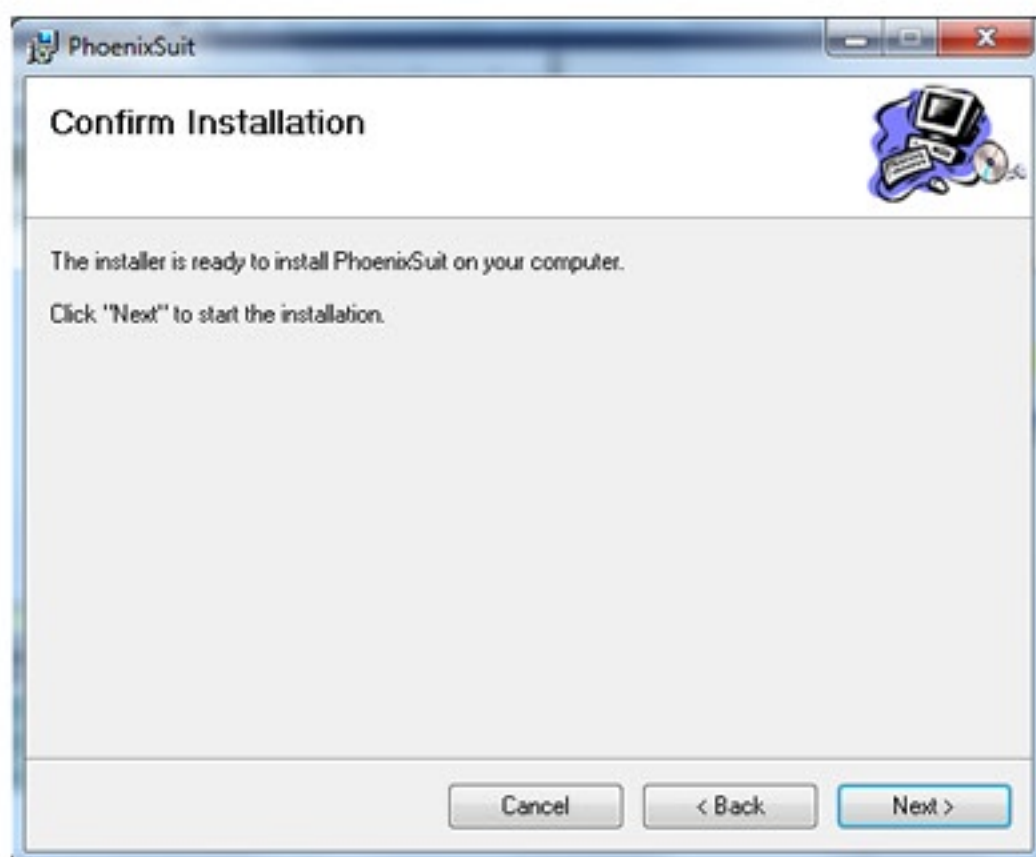 PhoenixSuit
Confirm Installation
The installer is ready to install PhoenixSuit on your computer.
Click "Next" to start the installation.
Cancel
< Back
Next >